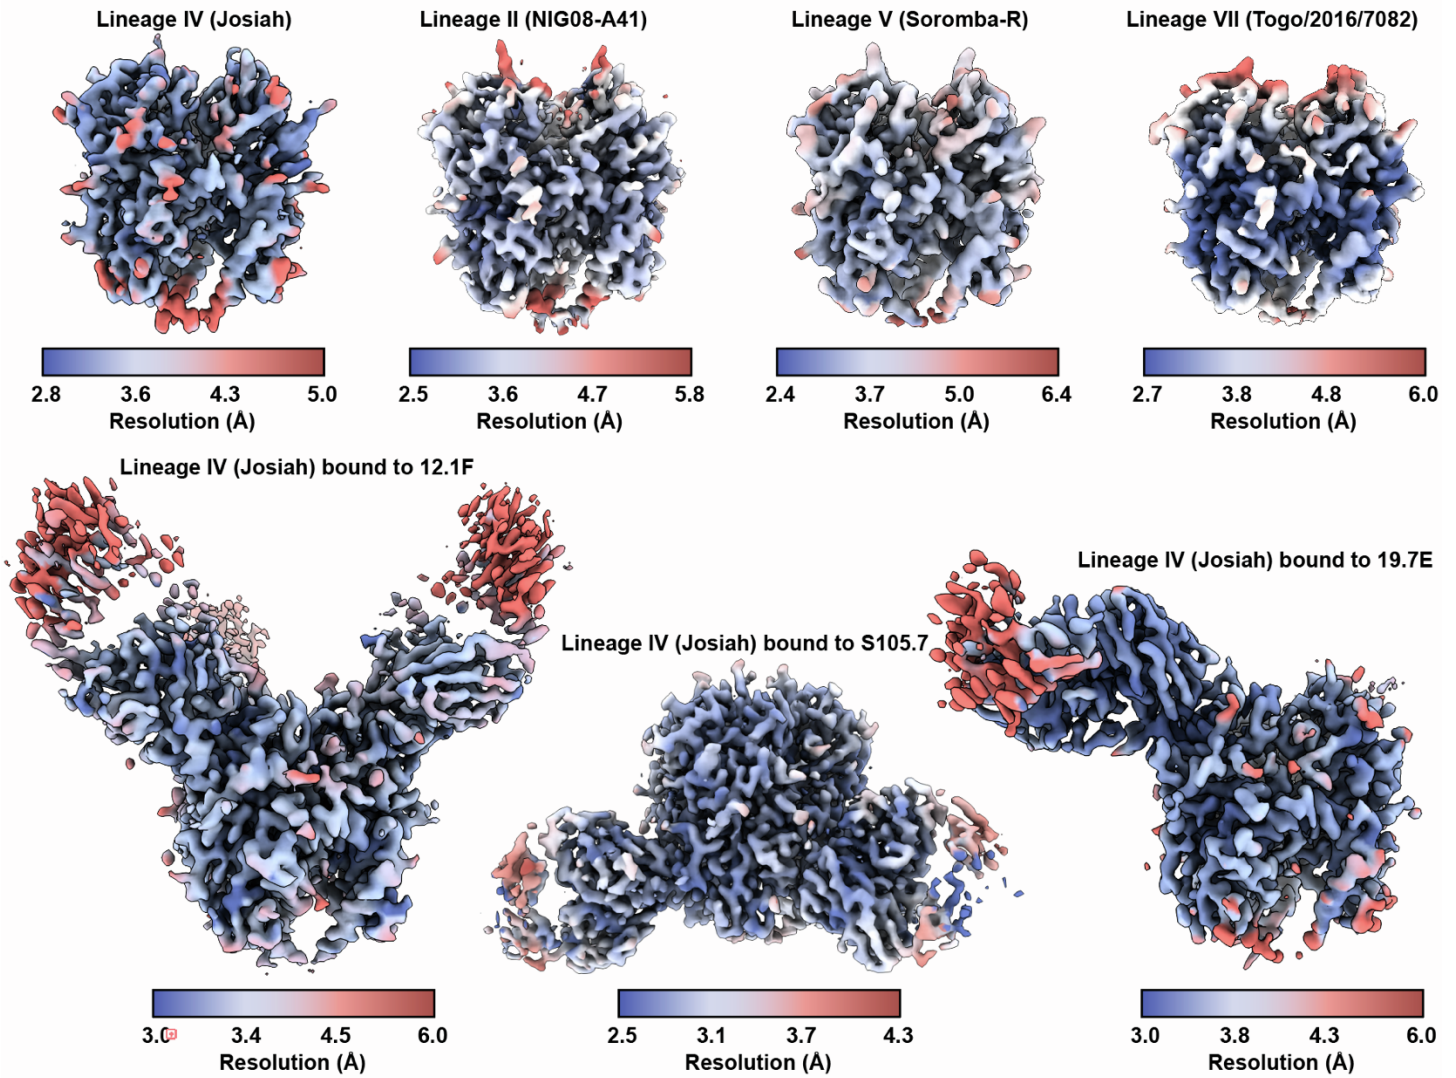 Lineage IV (Josiah)
Lineage II (NIG08-A41)
Lineage V (Soromba-R)
Lineage VII (Togo/2016/7082)
2.8 3.6 4.3 5.0
Resolution (Å)
2.5 3.6 4.7 5.8
Resolution (Å)
2.4 3.7 5.0 6.4
Resolution (Å)
2.7 3.8 4.8 6.0
Resolution (Å)
Lineage IV (Josiah) bound to 12.1F
Lineage IV (Josiah) bound to S105.7
Lineage IV (Josiah) bound to 19.7E
3.0 3.4 4.5 6.0
Resolution (Å)
2.5 3.1 3.7 4.3
Resolution (Å)
3.0 3.8 4.3 6.0
Resolution (Å)